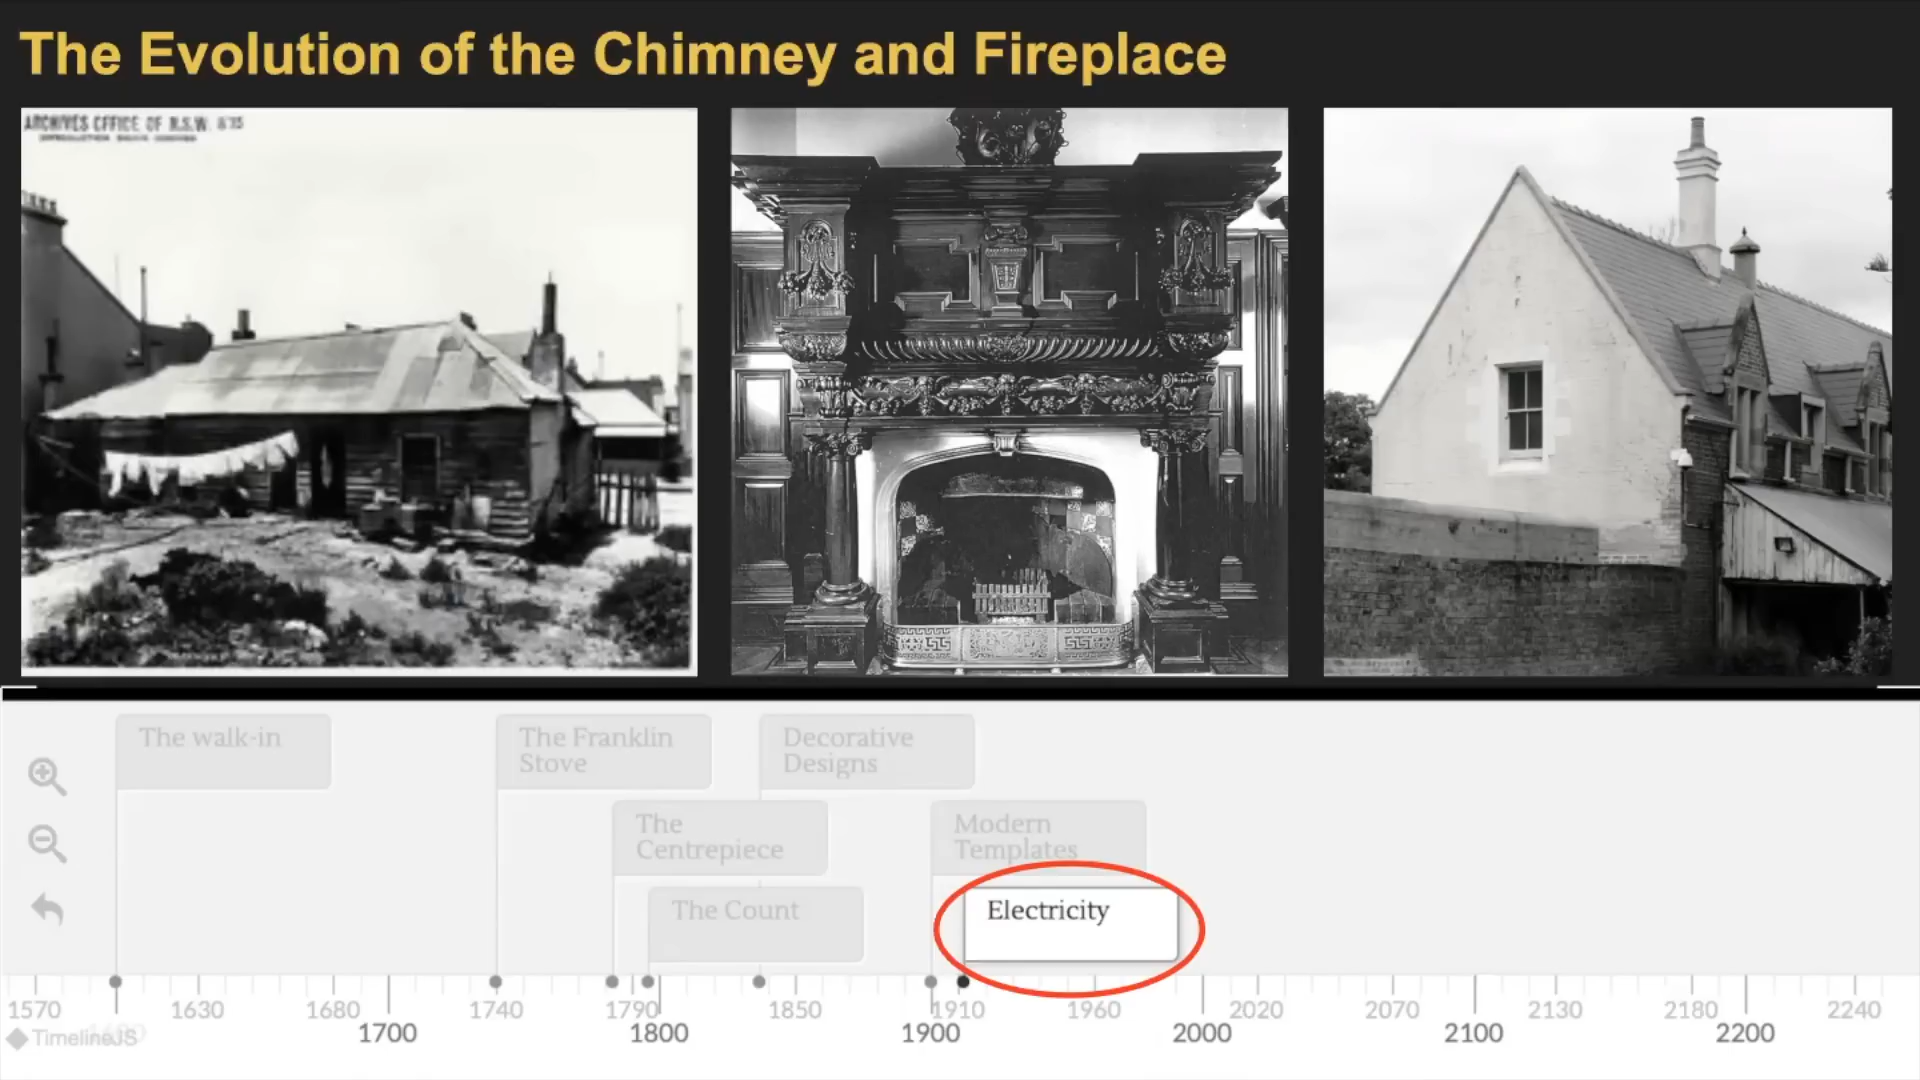 The Evolution of the Chimney and Fireplace
ARCHIVES OFFICE OF N.S.W.
The walk-in
The Franklin
Stove
Decorative
Designs
The
Centrepiece
Modern
Templates
The Count
Electricity
1570
1630
1680
1740
1790
1850
1910
1960
2020
2070
2130
2180
2240
TimelineJS
1700
1800
1900
2000
2100
2200